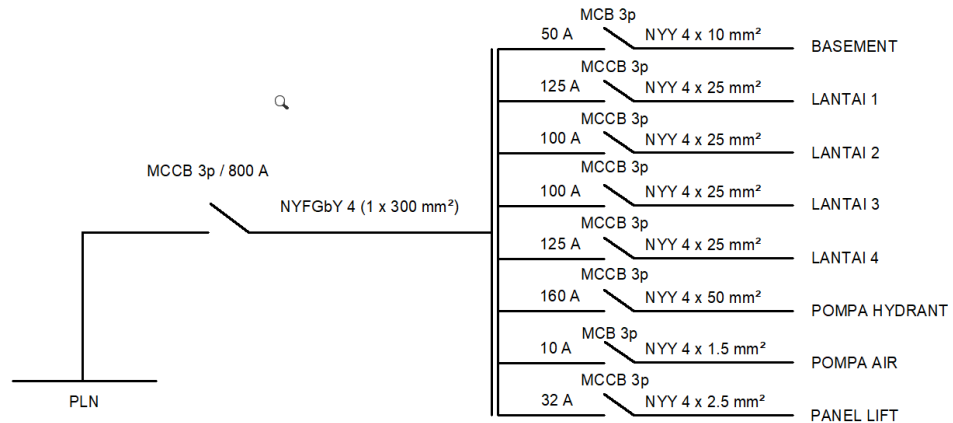 MCB 3p
50 A NYY 4 x 10 mm² BASEMENT
MCCB 3p
125 A NYY 4 x 25 mm² LANTAI 1
MCCB 3p
100 A NYY 4 x 25 mm² LANTAI 2
MCCB 3p
100 A NYY 4 x 25 mm² LANTAI 3
MCCB 3p
125 A NYY 4 x 25 mm² LANTAI 4
MCCB 3p
160 A NYY 4 x 50 mm² POMPA HYDRANT
MCB 3p
10 A NYY 4 x 1.5 mm² POMPA AIR
MCCB 3p
32 A NYY 4 x 2.5 mm² PANEL LIFT
MCCB 3p / 800 A
NYFGbY 4 (1 x 300 mm²)
PLN